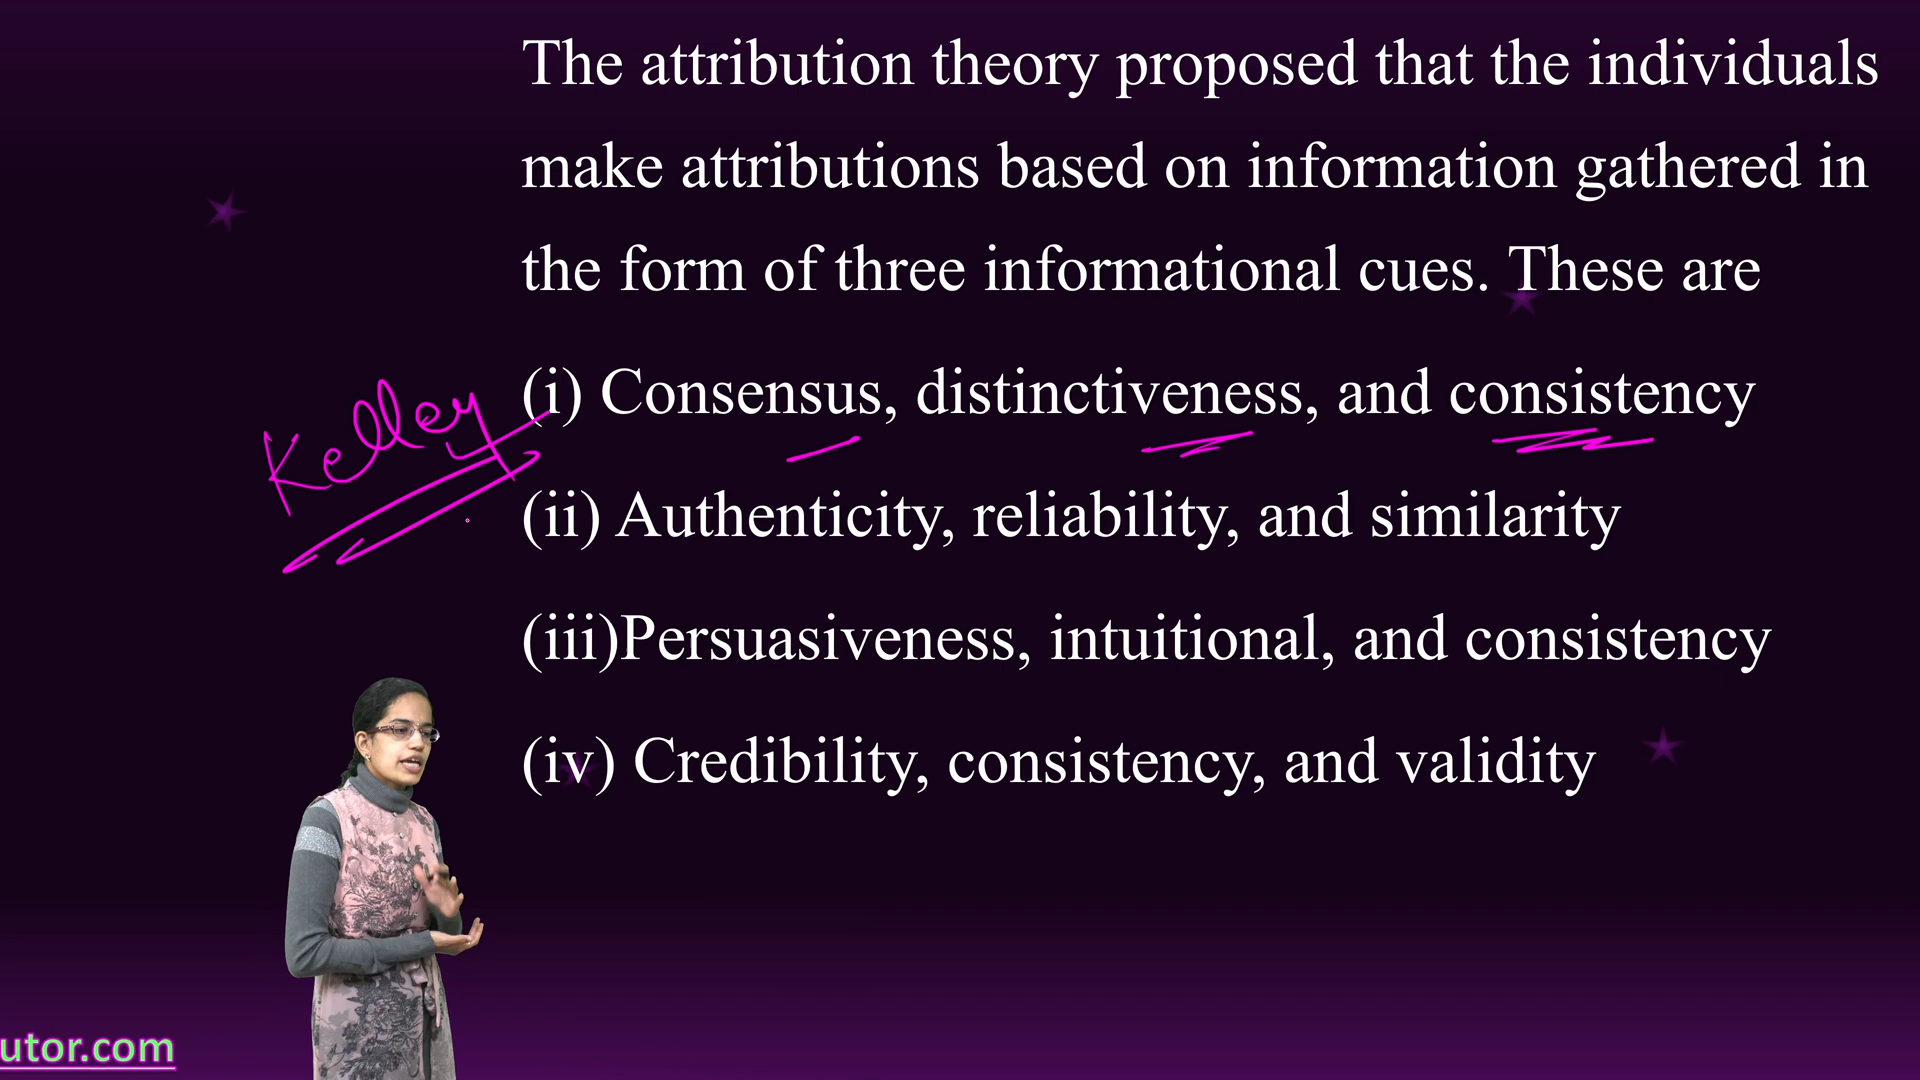 The attribution theory proposed that the individuals
make attributions based on information gathered in
the form of three informational cues. These are
Kelley
(i) Consensus, distinctiveness, and consistency
(ii) Authenticity, reliability, and similarity
(iii)Persuasiveness, intuitional, and consistency
(iv) Credibility, consistency, and validity
utor.com